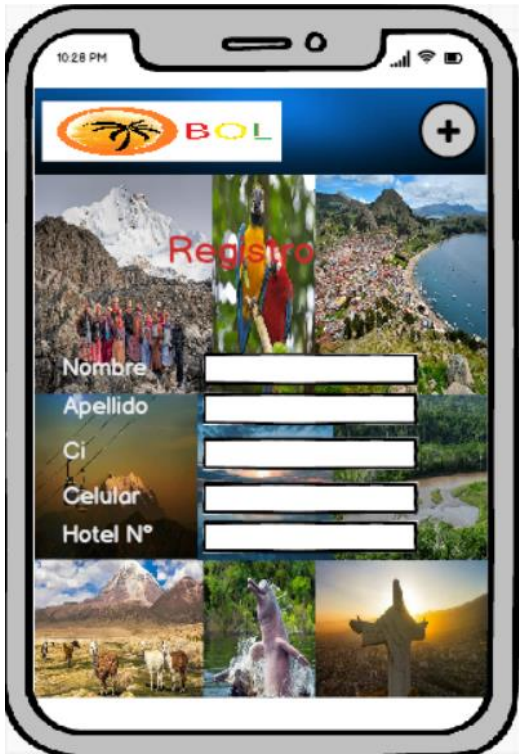 10:28 PM
BOL
Registro
Nombre
Apellido
Ci
Celular
Hotel Nº